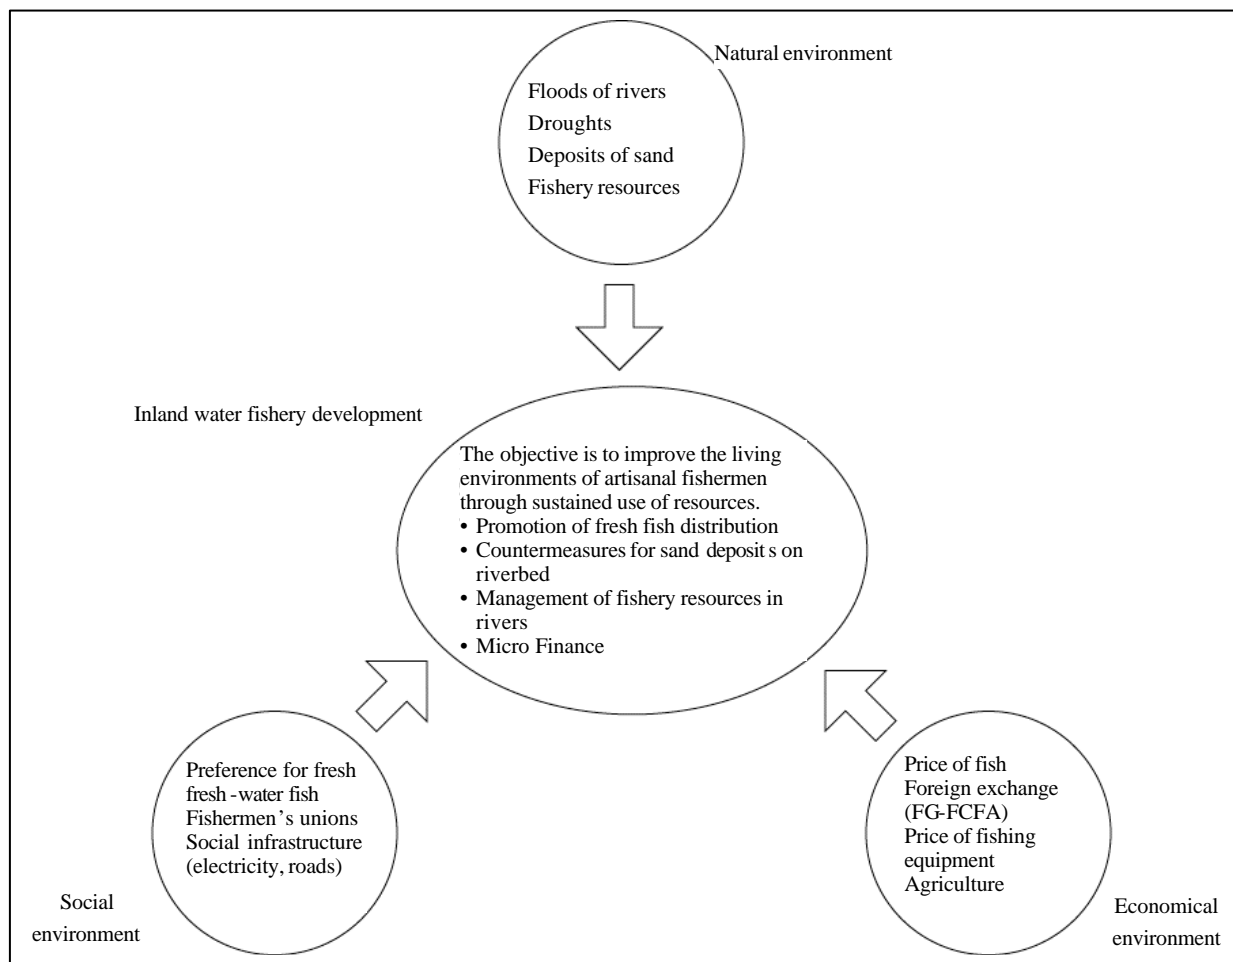 Natural environment
Floods of rivers
Droughts
Deposits of sand
Fishery resources
Inland water fishery development
The objective is to improve the living
environments of artisanal fishermen
through sustained use of resources.
• Promotion of fresh fish distribution
• Countermeasures for sand deposits on
riverbed
• Management of fishery resources in
rivers
• Micro Finance
Preference for fresh
fresh-water fish
Fishermen's unions
Social infrastructure
(electricity, roads)
Social
environment
Price of fish
Foreign exchange
(FG-FCFA)
Price of fishing
equipment
Agriculture
Economical
environment